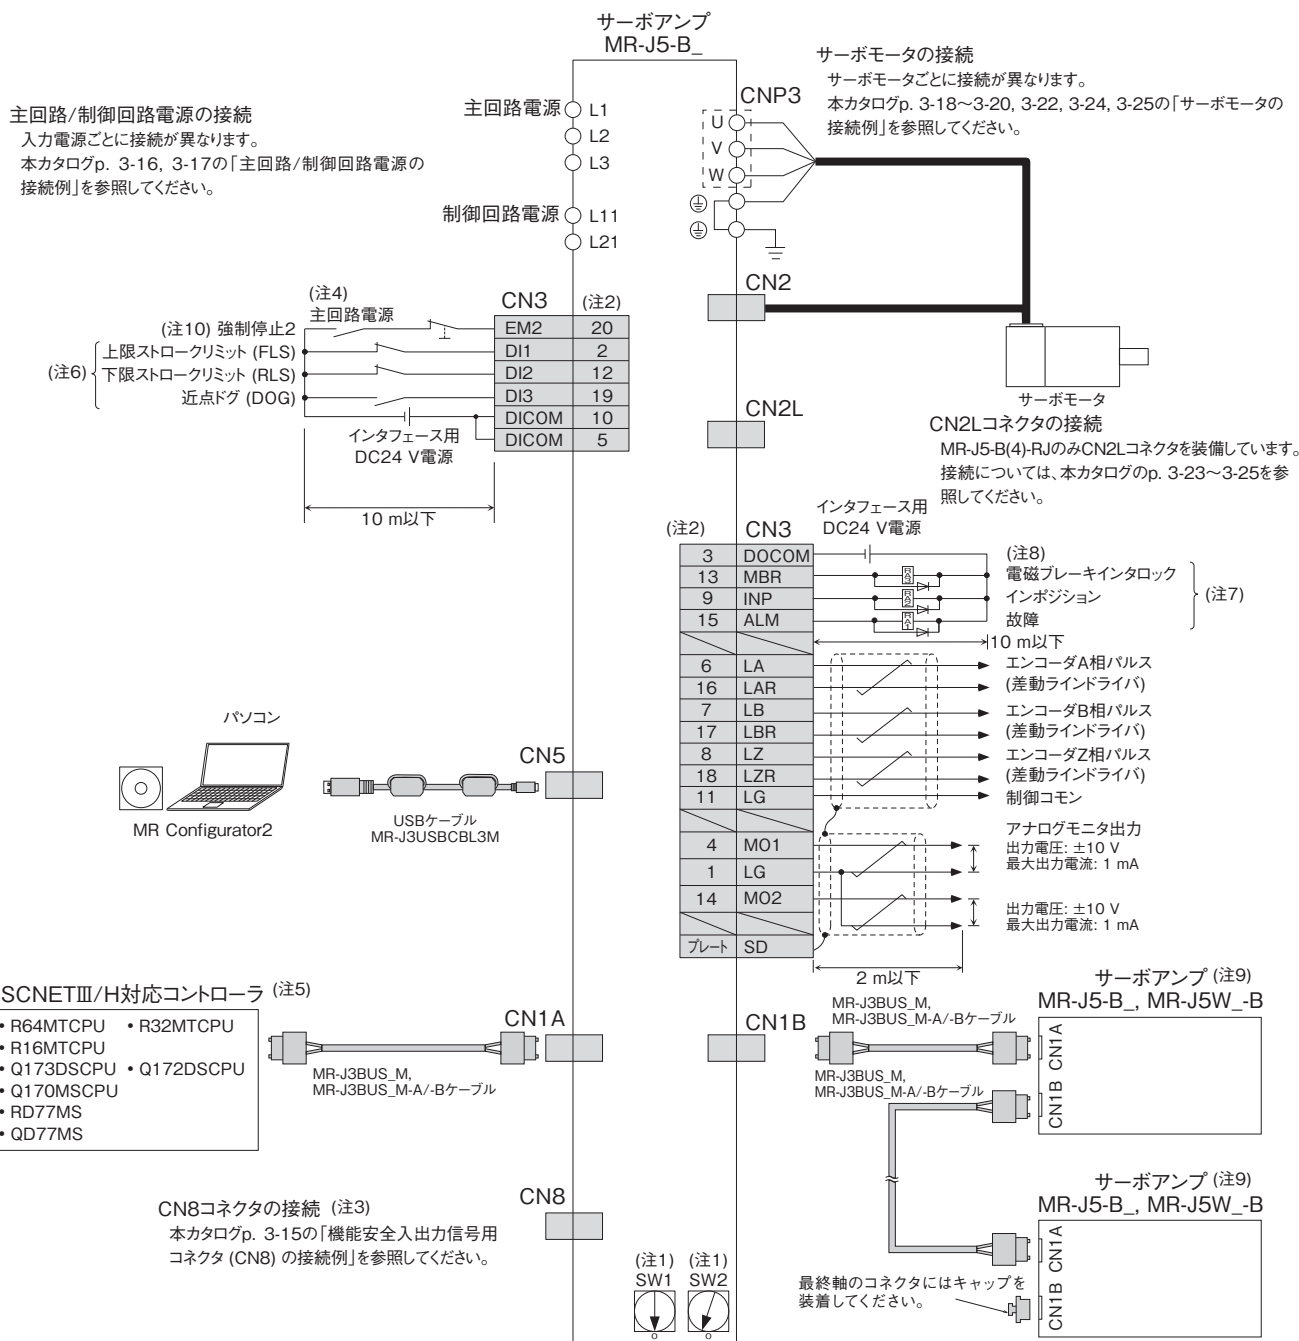 サーボアンプ
MR-J5-B_
主回路/制御回路電源の接続
入力電源ごとに接続が異なります。
本カタログp. 3-16, 3-17の「主回路/制御回路電源の
接続例」を参照してください。
主回路電源
L1
L2
L3
制御回路電源
L11
L21
CNP3
U
V
W
サーボモータの接続
サーボモータごとに接続が異なります。
本カタログp. 3-18～3-20, 3-22, 3-24, 3-25の「サーボモータの
接続例」を参照してください。
CN2
サーボモータ
(注4)
主回路電源
CN3 (注2)
(注10) 強制停止2 EM2 20
(注6) 上限ストロークリミット (FLS) DI1 2
下限ストロークリミット (RLS) DI2 12
近点ドグ (DOG) DI3 19
DICOM 10
DICOM 5
インタフェース用
DC24 V電源
10 m以下
CN2L
CN2Lコネクタの接続
MR-J5-B(4)-RJのみCN2Lコネクタを装備しています。
接続については、本カタログのp. 3-23～3-25を参
照してください。
インタフェース用
DC24 V電源
(注2) CN3
3 DOCOM (注8)
13 MBR RA3 電磁ブレーキインタロック
9 INP RA2 インポジション (注7)
15 ALM RA1 故障
10 m以下
6 LA エンコーダA相パルス
16 LAR (差動ラインドライバ)
7 LB エンコーダB相パルス
17 LBR (差動ラインドライバ)
8 LZ エンコーダZ相パルス
18 LZR (差動ラインドライバ)
11 LG 制御コモン
アナログモニタ出力
4 MO1 出力電圧: ±10 V
1 LG 最大出力電流: 1 mA
14 MO2 出力電圧: ±10 V
最大出力電流: 1 mA
プレート SD
2 m以下
パソコン
MR Configurator2
USBケーブル
MR-J3USBCBL3M
CN5
SCNETⅢ/H対応コントローラ (注5)
• R64MTCPU • R32MTCPU
• R16MTCPU
• Q173DSCPU • Q172DSCPU
• Q170MSCPU
• RD77MS
• QD77MS
MR-J3BUS_M,
MR-J3BUS_M-A/-Bケーブル
CN1A
CN1B
MR-J3BUS_M,
MR-J3BUS_M-A/-Bケーブル
MR-J3BUS_M,
MR-J3BUS_M-A/-Bケーブル
サーボアンプ (注9)
MR-J5-B_, MR-J5W_-B
CN1A
CN1B
CN8コネクタの接続 (注3)
本カタログp. 3-15の「機能安全入出力信号用
コネクタ (CN8) の接続例」を参照してください。
CN8
サーボアンプ (注9)
MR-J5-B_, MR-J5W_-B
CN1A
CN1B
最終軸のコネクタにはキャップを
装着してください。
(注1) (注1)
SW1 SW2
0 0